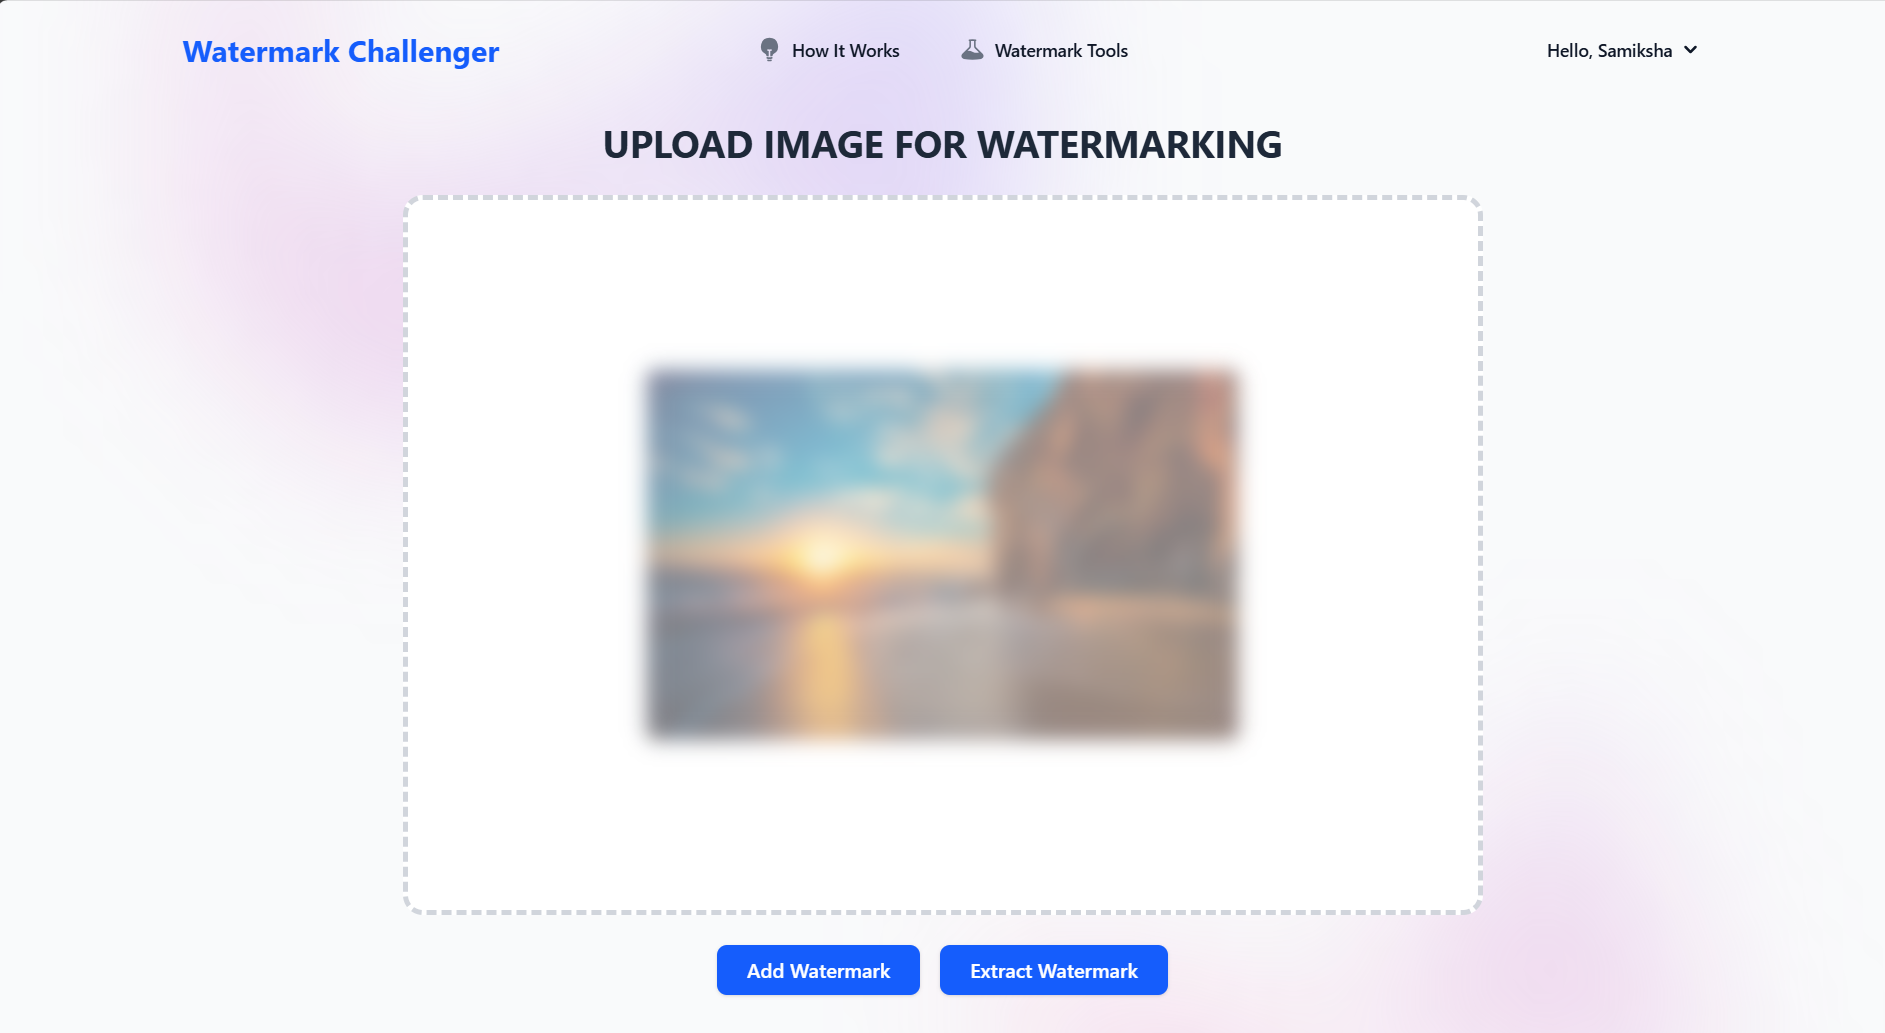 Watermark Challenger
How It Works
Watermark Tools
Hello, Samiksha
UPLOAD IMAGE FOR WATERMARKING
Add Watermark
Extract Watermark